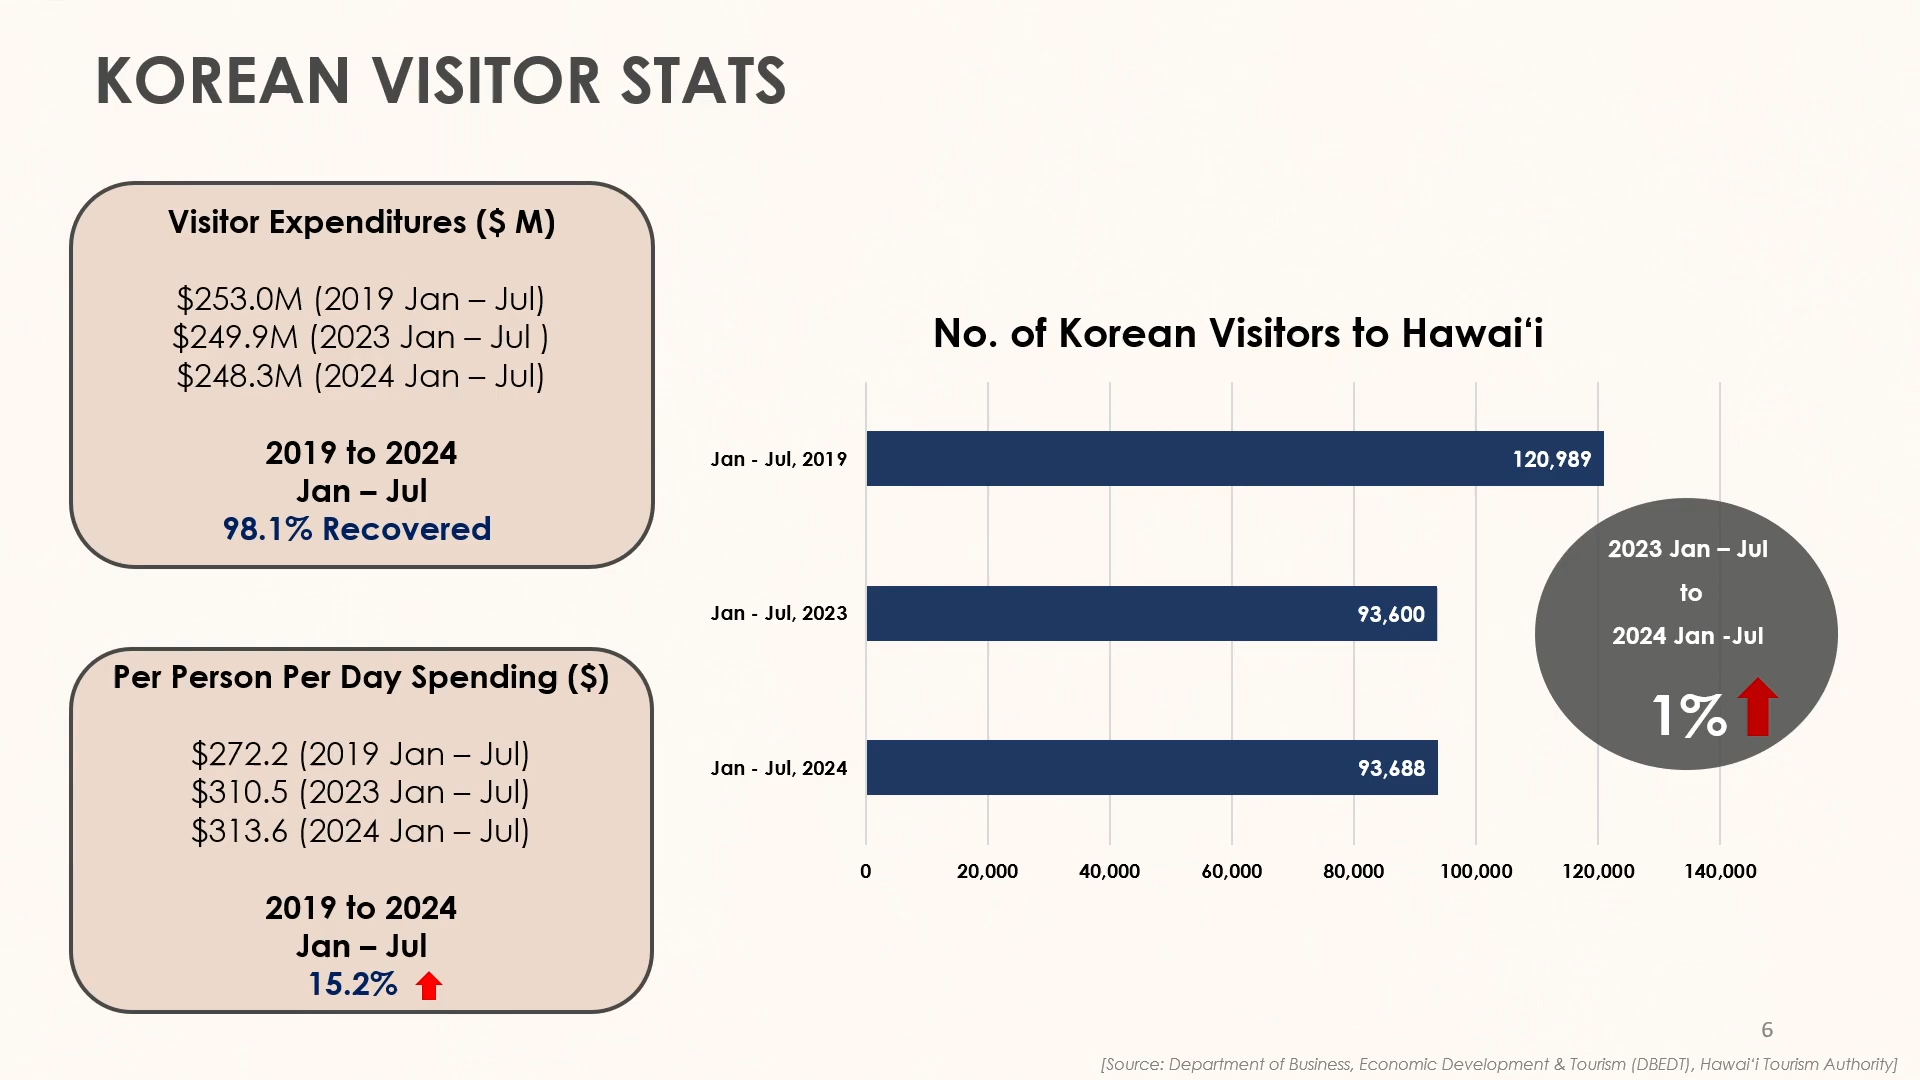 KOREAN VISITOR STATS
Visitor Expenditures ($ M)
$253.0M (2019 Jan – Jul)
$249.9M (2023 Jan – Jul )
$248.3M (2024 Jan – Jul)
2019 to 2024
Jan – Jul
98.1% Recovered
Per Person Per Day Spending ($)
$272.2 (2019 Jan – Jul)
$310.5 (2023 Jan – Jul)
$313.6 (2024 Jan – Jul)
2019 to 2024
Jan – Jul
15.2%
No. of Korean Visitors to Hawaiʻi
Jan - Jul, 2019
120,989
Jan - Jul, 2023
93,600
Jan - Jul, 2024
93,688
0 20,000 40,000 60,000 80,000 100,000 120,000 140,000
2023 Jan – Jul
to
2024 Jan -Jul
1%
6
[Source: Department of Business, Economic Development & Tourism (DBEDT), Hawaiʻi Tourism Authority]